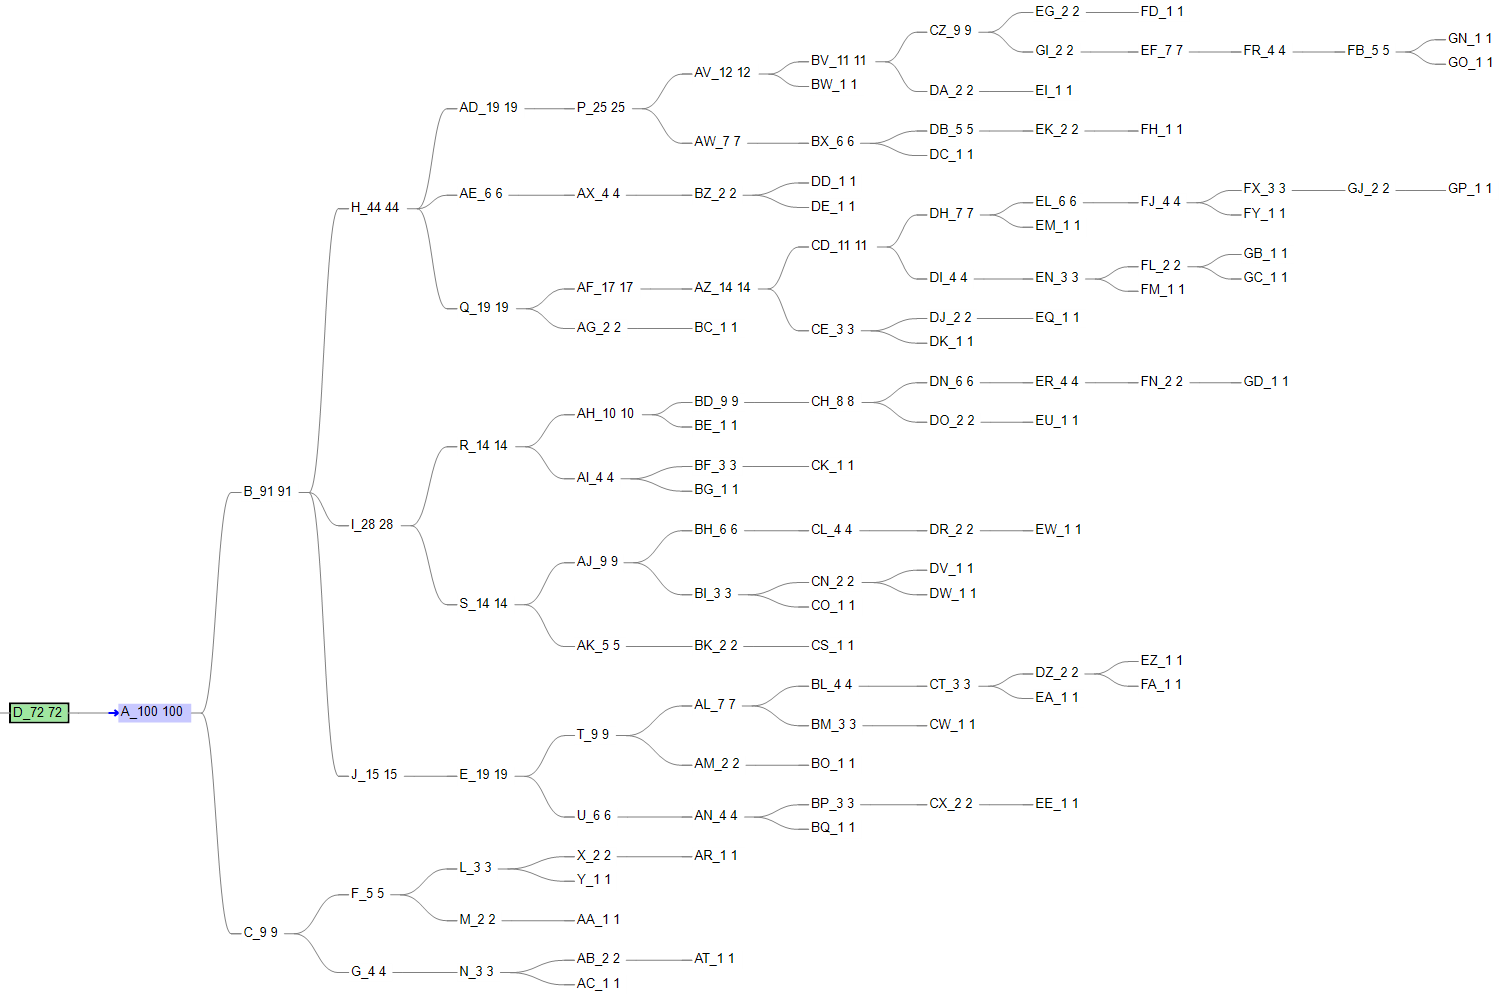 EG_2 2
FD_1 1
CZ_9 9
GN_1 1
GI_2 2
EF_7 7
FR_4 4
FB_5 5
BV_11 11
GO_1 1
AV_12 12
BW_1 1
DA_2 2
EI_1 1
AD_19 19
P_25 25
DB_5 5
EK_2 2
FH_1 1
AW_7 7
BX_6 6
DC_1 1
DD_1 1
AE_6 6
AX_4 4
BZ_2 2
FX_3 3
GJ_2 2
GP_1 1
H_44 44
DE_1 1
EL_6 6
FJ_4 4
DH_7 7
FY_1 1
EM_1 1
CD_11 11
GB_1 1
FL_2 2
DI_4 4
EN_3 3
GC_1 1
AF_17 17
AZ_14 14
FM_1 1
Q_19 19
DJ_2 2
EQ_1 1
AG_2 2
BC_1 1
CE_3 3
DK_1 1
DN_6 6
ER_4 4
FN_2 2
GD_1 1
BD_9 9
CH_8 8
AH_10 10
DO_2 2
EU_1 1
BE_1 1
R_14 14
BF_3 3
CK_1 1
AI_4 4
BG_1 1
B_91 91
I_28 28
BH_6 6
CL_4 4
DR_2 2
EW_1 1
AJ_9 9
DV_1 1
CN_2 2
BI_3 3
DW_1 1
S_14 14
CO_1 1
AK_5 5
BK_2 2
CS_1 1
EZ_1 1
DZ_2 2
BL_4 4
CT_3 3
FA_1 1
EA_1 1
AL_7 7
D_72 72
A_100 100
BM_3 3
CW_1 1
T_9 9
AM_2 2
BO_1 1
J_15 15
E_19 19
BP_3 3
CX_2 2
EE_1 1
U_6 6
AN_4 4
BQ_1 1
X_2 2
AR_1 1
L_3 3
Y_1 1
F_5 5
M_2 2
AA_1 1
C_9 9
AB_2 2
AT_1 1
G_4 4
N_3 3
AC_1 1